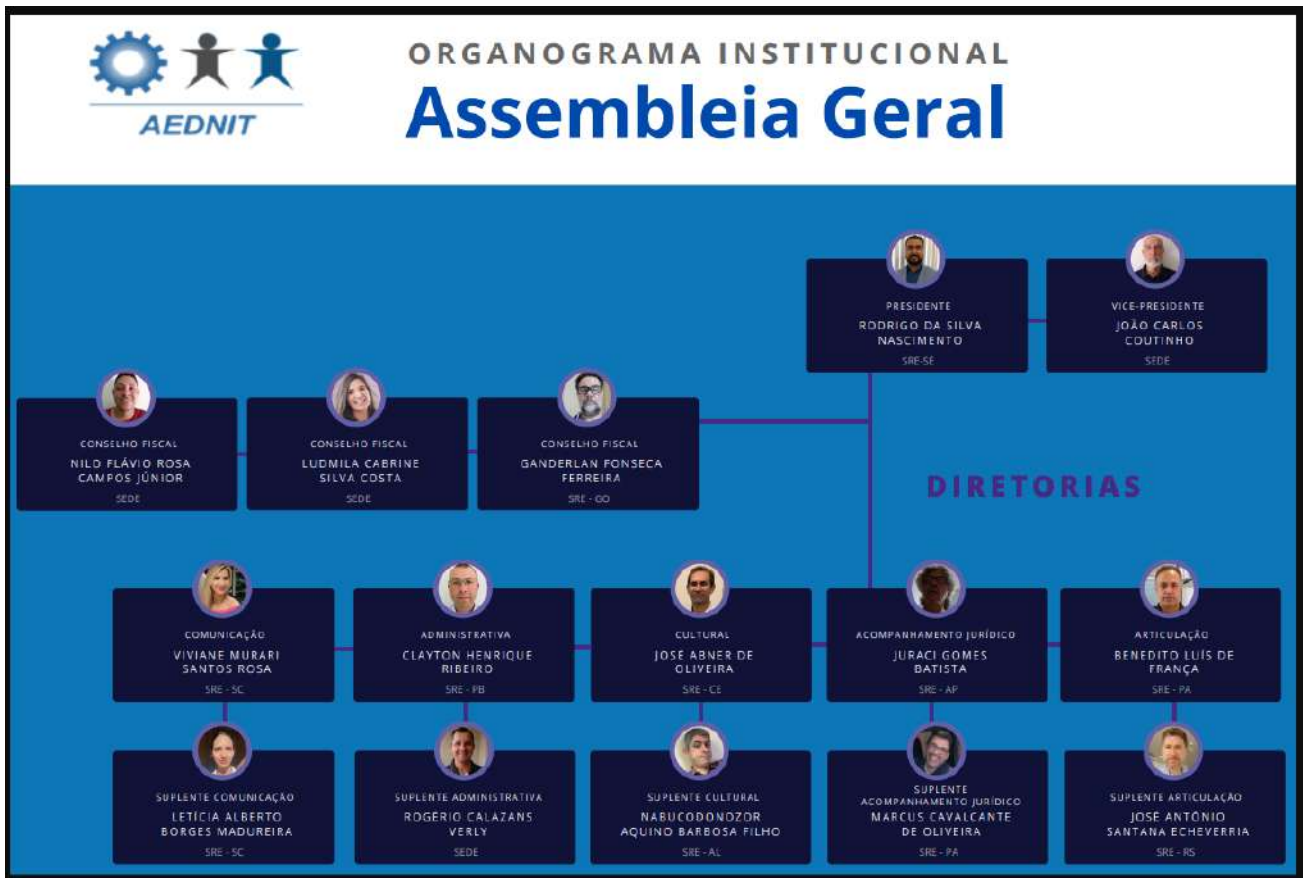 AEDNIT
ORGANOGRAMA INSTITUCIONAL
Assembleia Geral
PRESIDENTE
RODRIGO DA SILVA
NASCIMENTO
SRE-SE
VICE-PRESIDENTE
JOÃO CARLOS
COUTINHO
SEDE
CONSELHO FISCAL
NILO FLÁVIO ROSA
CAMPOS JÚNIOR
SEDE
CONSELHO FISCAL
LUDMILA CABRINE
SILVA COSTA
SEDE
CONSELHO FISCAL
GANDERLAN FONSECA
FERREIRA
SRE - GO
DIRETORIAS
COMUNICAÇÃO
VIVIANE MURARI
SANTOS ROSA
SRE - SC
ADMINISTRATIVA
CLAYTON HENRIQUE
RIBEIRO
SRE - PB
CULTURAL
JOSÉ ABNER DE
OLIVEIRA
SRE - CE
ACOMPANHAMENTO JURÍDICO
JURACI GOMES
BATISTA
SRE - AP
ARTICULAÇÃO
BENEDITO LUÍS DE
FRANÇA
SRE - PA
SUPLENTE COMUNICAÇÃO
LETÍCIA ALBERTO
BORGES MADUREIRA
SRE - SC
SUPLENTE ADMINISTRATIVA
ROGÉRIO CALAZANS
VERLY
SEDE
SUPLENTE CULTURAL
NABUCODONOZOR
AQUINO BARBOSA FILHO
SRE - AL
SUPLENTE
ACOMPANHAMENTO JURÍDICO
MARCUS CAVALCANTE
DE OLIVEIRA
SRE - PA
SUPLENTE ARTICULAÇÃO
JOSÉ ANTÔNIO
SANTANA ECHEVERRIA
SRE - RS